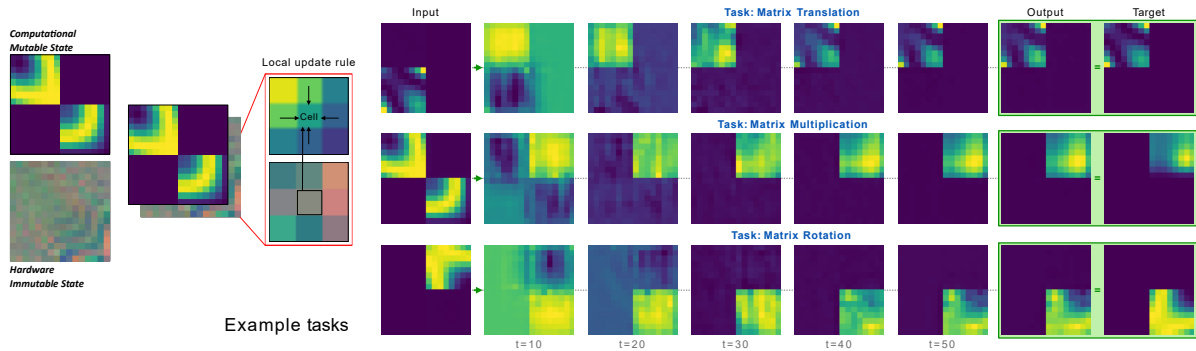 Computational
Mutable State
Hardware
Immutable State
Local update rule
Cell
Example tasks
Input
Task: Matrix Translation
Output
Target
=
Task: Matrix Multiplication
=
Task: Matrix Rotation
=
t=10
t=20
t=30
t=40
t=50